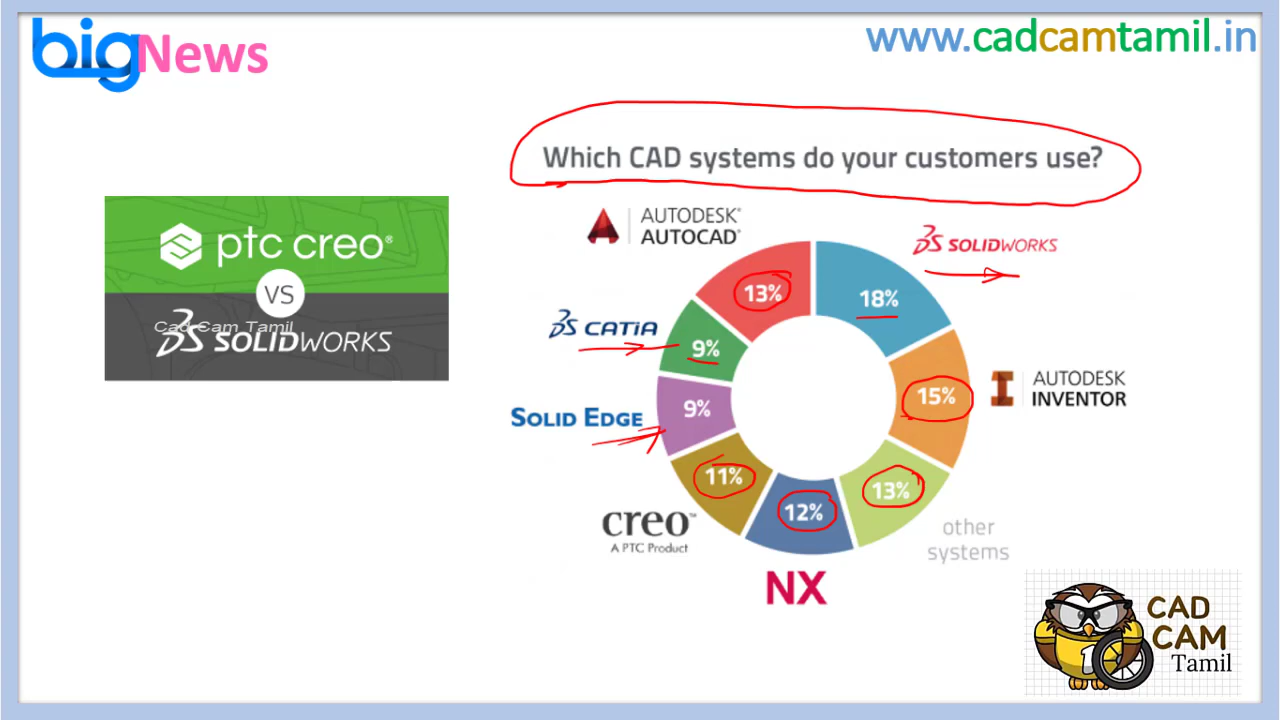 bigNews
www.cadcamtamil.in
Which CAD systems do your customers use?
ptc creo®
VS
Cad Cam Tamil
SOLIDWORKS
AUTODESK®
AUTOCAD®
SOLIDWORKS
13%
18%
CATIA
9%
15%
AUTODESK
INVENTOR
SOLID EDGE
9%
11%
12%
13%
creo™
A PTC Product
other
systems
NX
CAD
CAM
Tamil
1